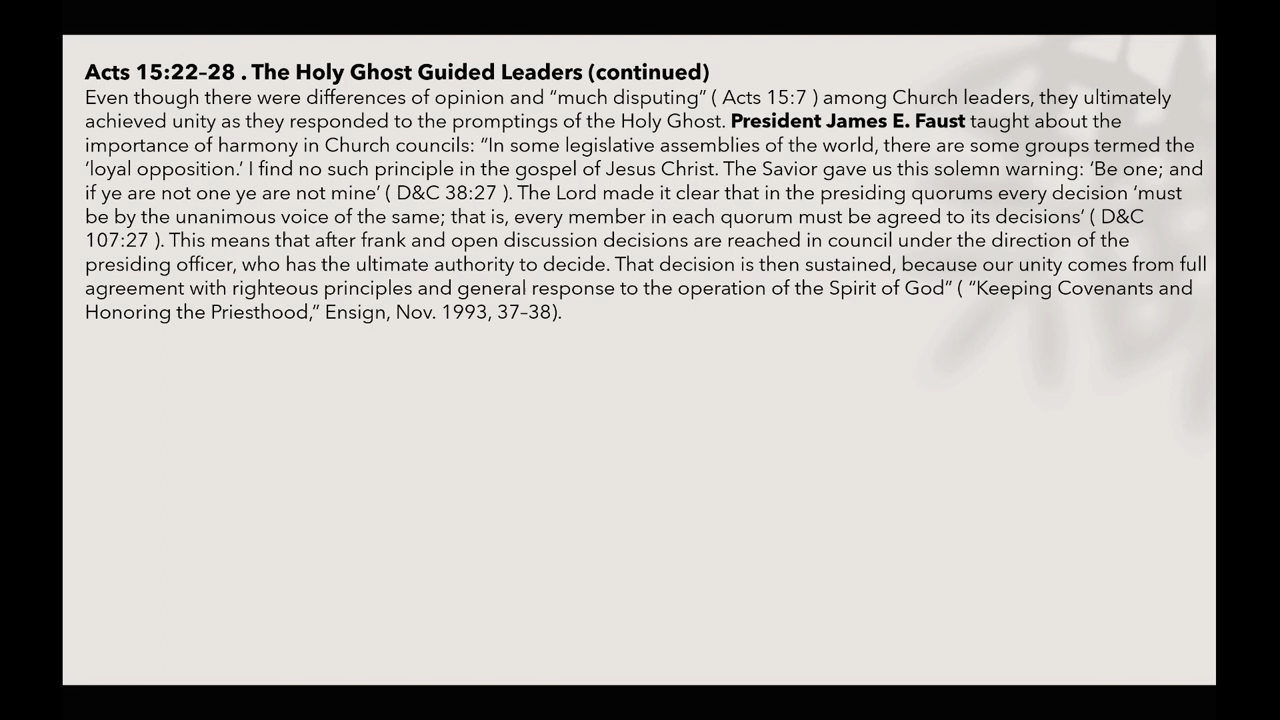 Acts 15:22–28 . The Holy Ghost Guided Leaders (continued)
Even though there were differences of opinion and “much disputing” ( Acts 15:7 ) among Church leaders, they ultimately
achieved unity as they responded to the promptings of the Holy Ghost. President James E. Faust taught about the
importance of harmony in Church councils: “In some legislative assemblies of the world, there are some groups termed the
‘loyal opposition.’ I find no such principle in the gospel of Jesus Christ. The Savior gave us this solemn warning: ‘Be one; and
if ye are not one ye are not mine’ ( D&C 38:27 ). The Lord made it clear that in the presiding quorums every decision ‘must
be by the unanimous voice of the same; that is, every member in each quorum must be agreed to its decisions’ ( D&C
107:27 ). This means that after frank and open discussion decisions are reached in council under the direction of the
presiding officer, who has the ultimate authority to decide. That decision is then sustained, because our unity comes from full
agreement with righteous principles and general response to the operation of the Spirit of God” ( “Keeping Covenants and
Honoring the Priesthood,” Ensign, Nov. 1993, 37–38).